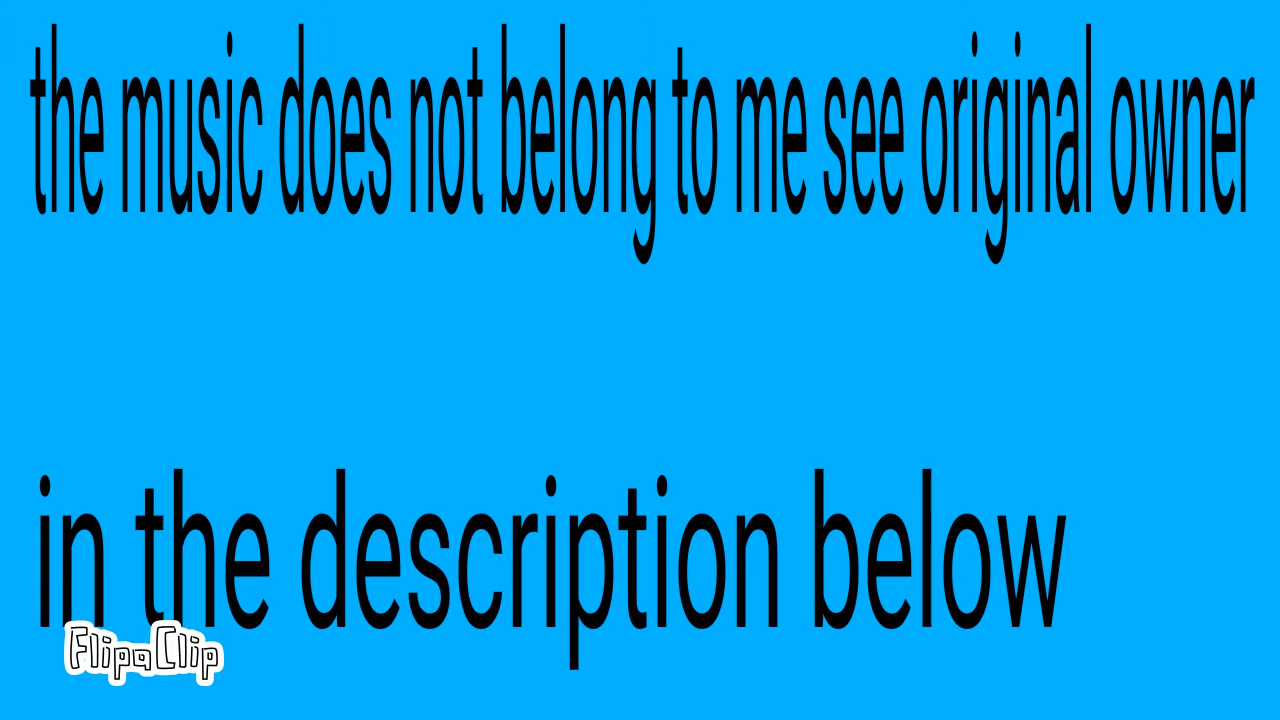 the music does not belong to me see original owner
in the description below
FlipaClip